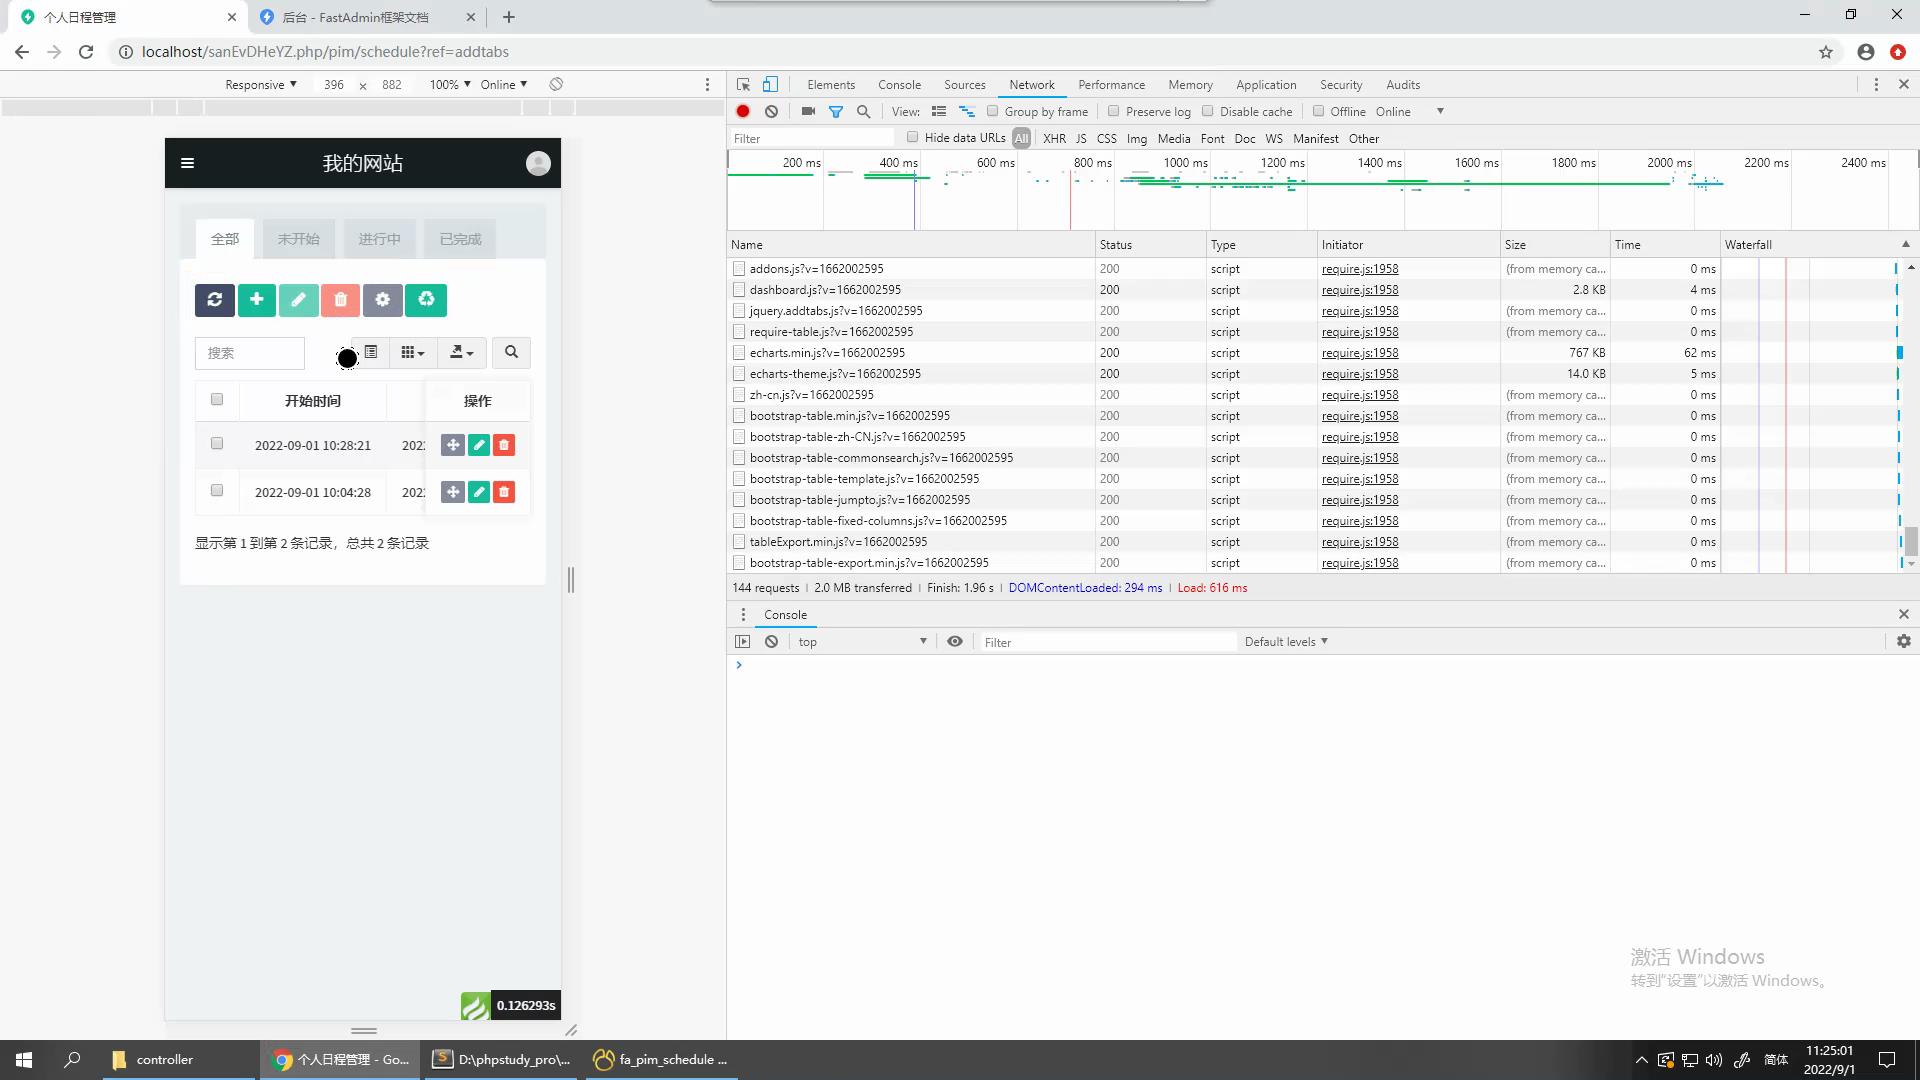 个人日程管理
后台 - FastAdmin框架文档
localhost/sanEvDHeYZ.php/pim/schedule?ref=addtabs
Responsive 396 x 882 100% Online
Elements Console Sources Network Performance Memory Application Security Audits
View: Group by frame Preserve log Disable cache Offline Online
Filter Hide data URLs All XHR JS CSS Img Media Font Doc WS Manifest Other
200 ms 400 ms 600 ms 800 ms 1000 ms 1200 ms 1400 ms 1600 ms 1800 ms 2000 ms 2200 ms 2400 ms
我的网站
全部 未开始 进行中 已完成
搜索
开始时间 操作
2022-09-01 10:28:21 202
2022-09-01 10:04:28 202
显示第 1 到第 2 条记录，总共 2 条记录
0.126293s
Name Status Type Initiator Size Time Waterfall
addons.js?v=1662002595 200 script require.js:1958 (from memory ca... 0 ms
dashboard.js?v=1662002595 200 script require.js:1958 2.8 KB 4 ms
jquery.addtabs.js?v=1662002595 200 script require.js:1958 (from memory ca... 0 ms
require-table.js?v=1662002595 200 script require.js:1958 (from memory ca... 0 ms
echarts.min.js?v=1662002595 200 script require.js:1958 767 KB 62 ms
echarts-theme.js?v=1662002595 200 script require.js:1958 14.0 KB 5 ms
zh-cn.js?v=1662002595 200 script require.js:1958 (from memory ca... 0 ms
bootstrap-table.min.js?v=1662002595 200 script require.js:1958 (from memory ca... 0 ms
bootstrap-table-zh-CN.js?v=1662002595 200 script require.js:1958 (from memory ca... 0 ms
bootstrap-table-commonsearch.js?v=1662002595 200 script require.js:1958 (from memory ca... 0 ms
bootstrap-table-template.js?v=1662002595 200 script require.js:1958 (from memory ca... 0 ms
bootstrap-table-jumpto.js?v=1662002595 200 script require.js:1958 (from memory ca... 0 ms
bootstrap-table-fixed-columns.js?v=1662002595 200 script require.js:1958 (from memory ca... 0 ms
tableExport.min.js?v=1662002595 200 script require.js:1958 (from memory ca... 0 ms
bootstrap-table-export.min.js?v=1662002595 200 script require.js:1958 (from memory ca... 0 ms
144 requests | 2.0 MB transferred | Finish: 1.96 s | DOMContentLoaded: 294 ms | Load: 616 ms
Console
top Filter Default levels
激活 Windows
转到“设置”以激活 Windows。
controller
个人日程管理 - Go...
D:\phpstudy_pro\...
fa_pim_schedule ...
简体
11:25:01
2022/9/1